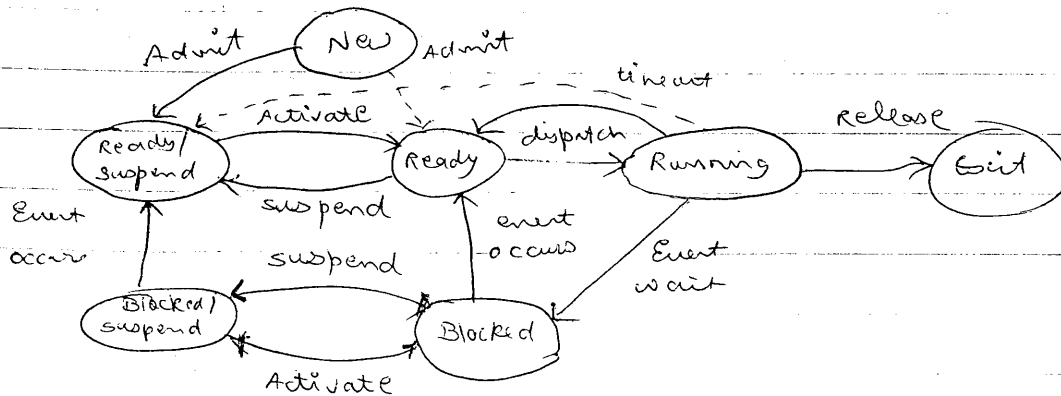 New
Admit
Admit
timeout
Activate
Release
dispatch
Ready/
suspend
Ready
Running
Exit
suspend
Event
occurs
event
occurs
suspend
Event
wait
Blocked/
suspend
Blocked
Activate